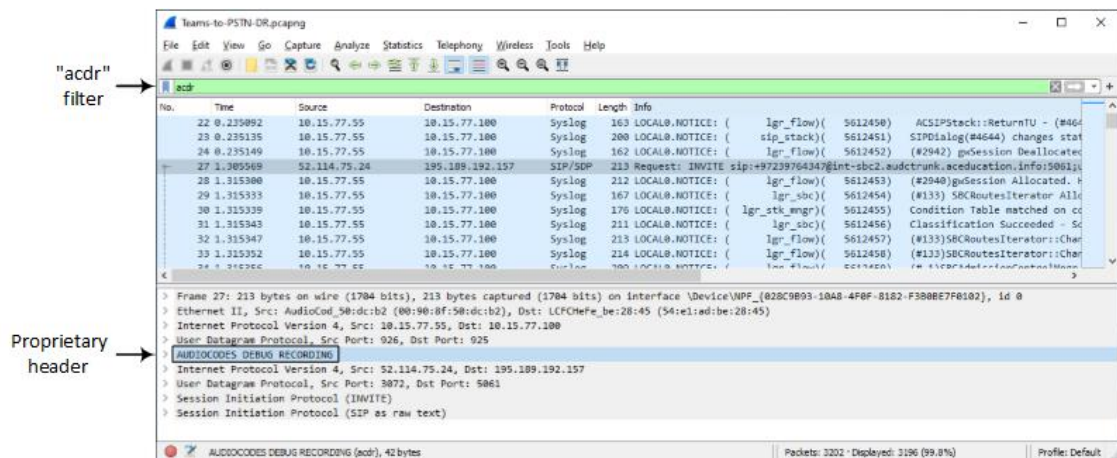 Teams-to-PSTN-DR.pcapng
File Edit View Go Capture Analyze Statistics Telephony Wireless Tools Help
"acdr"
filter
acdr
No. Time Source Destination Protocol Length Info
22 0.235092 10.15.77.55 10.15.77.100 Syslog 163 LOCAL0.NOTICE: ( lgr_flow)( 5612450) ACSIPStack::ReturnTU - (#464
23 0.235135 10.15.77.55 10.15.77.100 Syslog 200 LOCAL0.NOTICE: ( sip_stack)( 5612451) SIPDialog(#4644) changes stat
24 0.235149 10.15.77.55 10.15.77.100 Syslog 162 LOCAL0.NOTICE: ( lgr_flow)( 5612452) (#2942) gwSession Deallocated
27 1.305569 52.114.75.24 195.189.192.157 SIP/SDP 213 Request: INVITE sip:+97239764347@int-sbc2.audctrunk.aceducation.info:5061;u
28 1.315300 10.15.77.55 10.15.77.100 Syslog 212 LOCAL0.NOTICE: ( lgr_flow)( 5612453) (#2940)gwSession Allocated. H
29 1.315333 10.15.77.55 10.15.77.100 Syslog 167 LOCAL0.NOTICE: ( lgr_sbc)( 5612454) (#133) SBCRoutesIterator Allo
30 1.315339 10.15.77.55 10.15.77.100 Syslog 176 LOCAL0.NOTICE: ( lgr_stk_mngr)( 5612455) Condition Table matched on co
31 1.315343 10.15.77.55 10.15.77.100 Syslog 211 LOCAL0.NOTICE: ( lgr_sbc)( 5612456) Classification Succeeded - So
32 1.315347 10.15.77.55 10.15.77.100 Syslog 213 LOCAL0.NOTICE: ( lgr_flow)( 5612457) (#133)SBCRoutesIterator::Char
33 1.315352 10.15.77.55 10.15.77.100 Syslog 214 LOCAL0.NOTICE: ( lgr_flow)( 5612458) (#133)SBCRoutesIterator::Char
Frame 27: 213 bytes on wire (1704 bits), 213 bytes captured (1704 bits) on interface \Device\NPF_{028C9B93-10A8-4F0F-8182-F3B0BE7F0102}, id 0
Ethernet II, Src: AudioCod_50:dc:b2 (00:90:8f:50:dc:b2), Dst: LCFCHeFe_be:28:45 (54:e1:ad:be:28:45)
Internet Protocol Version 4, Src: 10.15.77.55, Dst: 10.15.77.100
User Datagram Protocol, Src Port: 926, Dst Port: 925
Proprietary
header
AUDIOCODES DEBUG RECORDING
Internet Protocol Version 4, Src: 52.114.75.24, Dst: 195.189.192.157
User Datagram Protocol, Src Port: 3072, Dst Port: 5061
Session Initiation Protocol (INVITE)
Session Initiation Protocol (SIP as raw text)
AUDIOCODES DEBUG RECORDING (acdr), 42 bytes Packets: 3202 · Displayed: 3196 (99.8%) Profile: Default